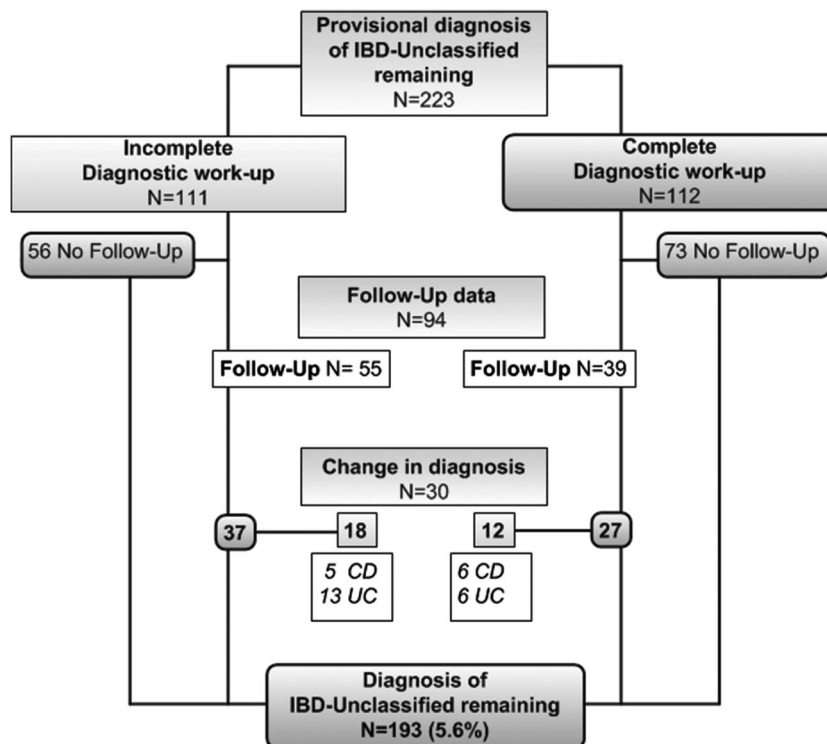 Provisional diagnosis
of IBD-Unclassified
remaining
N=223
Incomplete
Diagnostic work-up
N=111
Complete
Diagnostic work-up
N=112
56 No Follow-Up
73 No Follow-Up
Follow-Up data
N=94
Follow-Up N= 55
Follow-Up N=39
Change in diagnosis
N=30
37
18
12
27
5 CD
13 UC
6 CD
6 UC
Diagnosis of
IBD-Unclassified remaining
N=193 (5.6%)